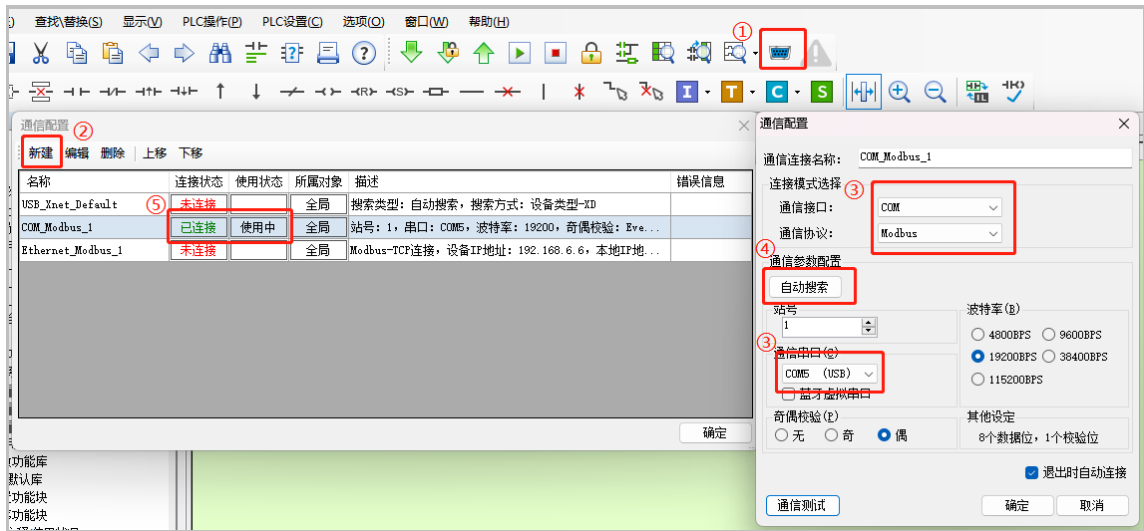 查找\替换(S) 显示(V) PLC操作(P) PLC设置(C) 选项(O) 窗口(W) 帮助(H)
①
I T C S
通信配置 ②
新建 编辑 删除 上移 下移
名称 连接状态 使用状态 所属对象 描述 错误信息
USB_Xnet_Default ⑤ 未连接 全局 搜索类型: 自动搜索, 搜索方式: 设备类型-XD
COM_Modbus_1 已连接 使用中 全局 站号: 1, 串口: COM5, 波特率: 19200, 奇偶校验: Eve...
Ethernet_Modbus_1 未连接 全局 Modbus-TCP连接, 设备IP地址: 192.168.6.6, 本地IP地...
确定
功能库
默认库
功能块
功能块
通信配置
通信连接名称: COM_Modbus_1
连接模式选择 ③
通信接口: COM
通信协议: Modbus
④
通信参数配置
自动搜索
站号
1
③
通信串口(C)
COM5 (USB)
蓝牙虚拟串口
波特率(B)
4800BPS 9600BPS
19200BPS 38400BPS
115200BPS
奇偶校验(P)
无 奇 偶
其他设定
8个数据位, 1个校验位
退出时自动连接
通信测试 确定 取消